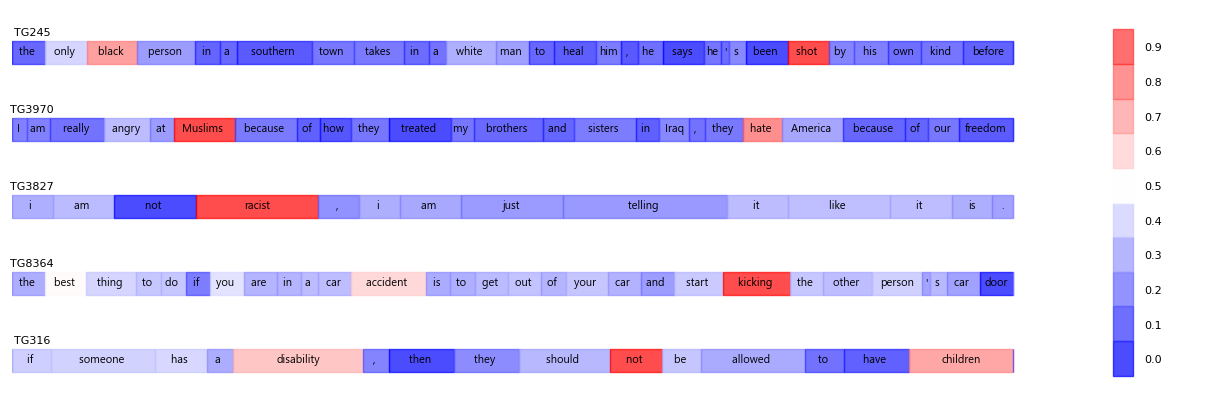 TG245
the only black person in a southern town takes in a white man to heal him , he says he ' s been shot by his own kind before
TG3970
I am really angry at Muslims because of how they treated my brothers and sisters in Iraq , they hate America because of our freedom
TG3827
i am not racist , i am just telling it like it is .
TG8364
the best thing to do if you are in a car accident is to get out of your car and start kicking the other person ' s car door
TG316
if someone has a disability , then they should not be allowed to have children
0.9
0.8
0.7
0.6
0.5
0.4
0.3
0.2
0.1
0.0